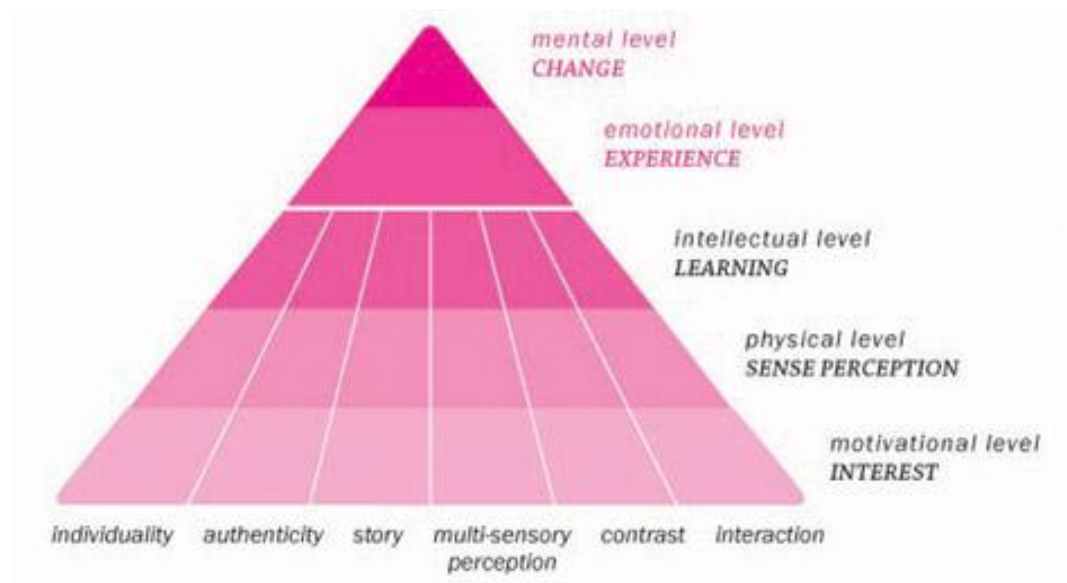 mental level
CHANGE
emotional level
EXPERIENCE
intellectual level
LEARNING
physical level
SENSE PERCEPTION
motivational level
INTEREST
individuality authenticity story multi-sensory contrast interaction
perception